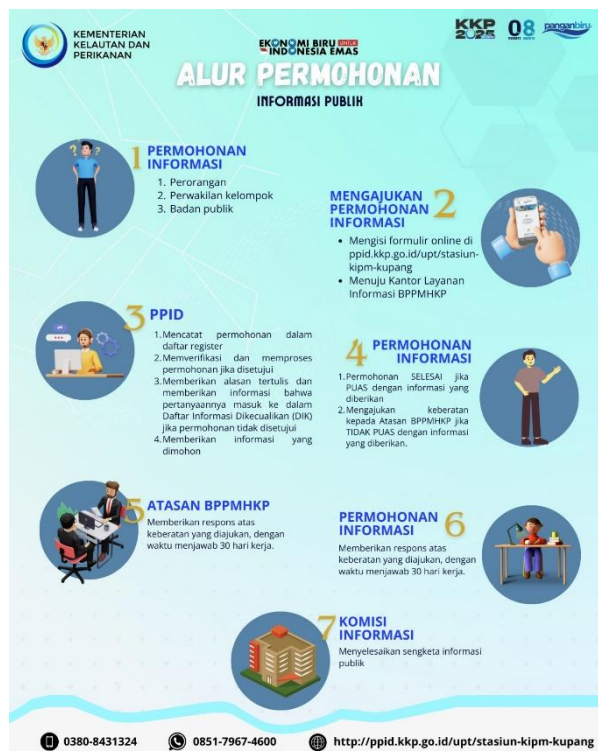 KEMENTERIAN
KELAUTAN DAN
PERIKANAN
EKONOMI BIRU UNTUK
INDONESIA EMAS
KKP
2025
08
panganbiru
ALUR PERMOHONAN
INFORMASI PUBLIK
1 PERMOHONAN
INFORMASI
1. Perorangan
2. Perwakilan kelompok
3. Badan publik
MENGAJUKAN
PERMOHONAN 2
INFORMASI
• Mengisi formulir online di
ppid.kkp.go.id/upt/stasiun-
kipm-kupang
• Menuju Kantor Layanan
Informasi BPPMHKP
3 PPID
1. Mencatat permohonan dalam
daftar register
2. Memverifikasi dan memproses
permohonan jika disetujui
3. Memberikan alasan tertulis dan
memberikan informasi bahwa
pertanyaannya masuk ke dalam
Daftar Informasi Dikecualikan (DIK)
jika permohonan tidak disetujui
4. Memberikan informasi yang
dimohon
4 PERMOHONAN
INFORMASI
1. Permohonan SELESAI jika
PUAS dengan informasi yang
diberikan
2. Mengajukan keberatan
kepada Atasan BPPMHKP jika
TIDAK PUAS dengan informasi
yang diberikan.
5 ATASAN BPPMHKP
Memberikan respons atas
keberatan yang diajukan, dengan
waktu menjawab 30 hari kerja.
PERMOHONAN 6
INFORMASI
Memberikan respons atas
keberatan yang diajukan, dengan
waktu menjawab 30 hari kerja.
7 KOMISI
INFORMASI
Menyelesaikan sengketa informasi
publik
0380-8431324
0851-7967-4600
http://ppid.kkp.go.id/upt/stasiun-kipm-kupang